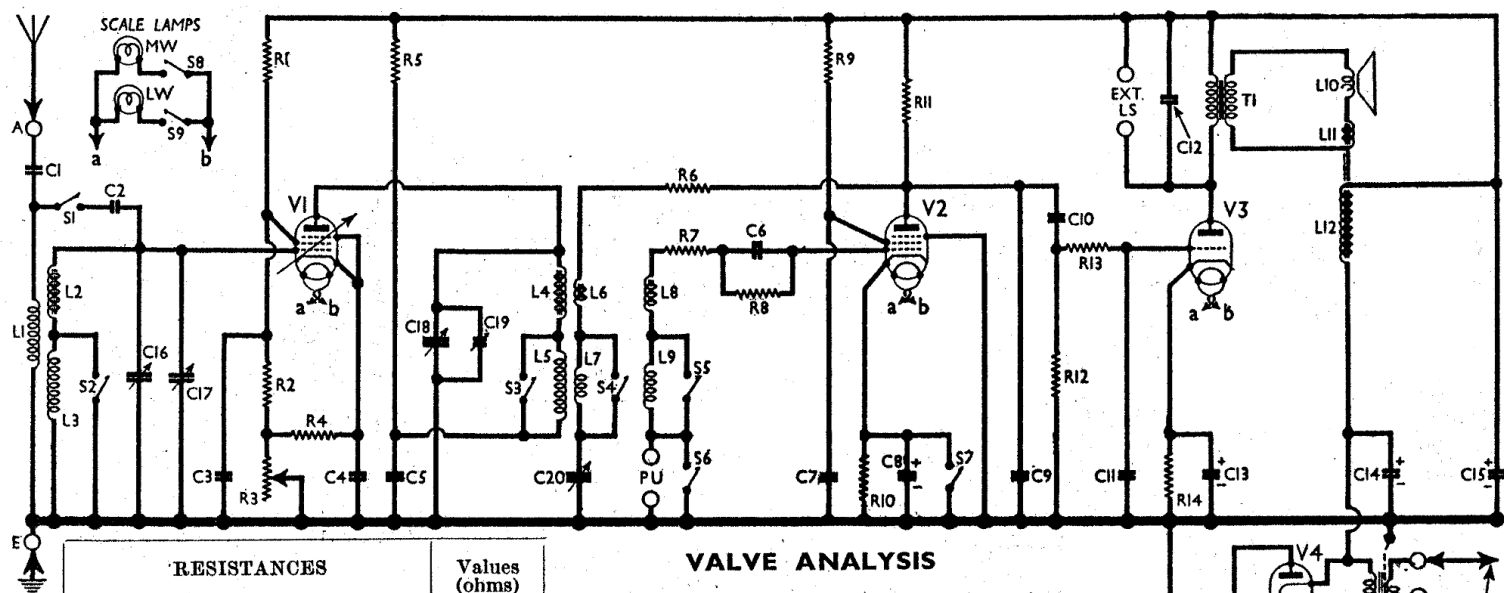 SCALE LAMPS
MW
S8
LW
S9
a b
A
C1
S1
C2
R1
R5
V1
a b
L1
L2
L3
S2
C16
C17
C3
R2
R4
R3
C4
C5
C18
C19
L4
L5
S3
L6
L7
S4
C20
R6
R7
C6
R8
L8
L9
S5
S6
PU
R9
R11
V2
a b
C7
R10
C8
+
-
S7
C9
C10
R13
R12
C11
EXT. LS
C12
T1
V3
a b
R14
C13
+
-
L10
L11
L12
C14
+
-
C15
+
-
E
RESISTANCES
Values
(ohms)
VALVE ANALYSIS
V4